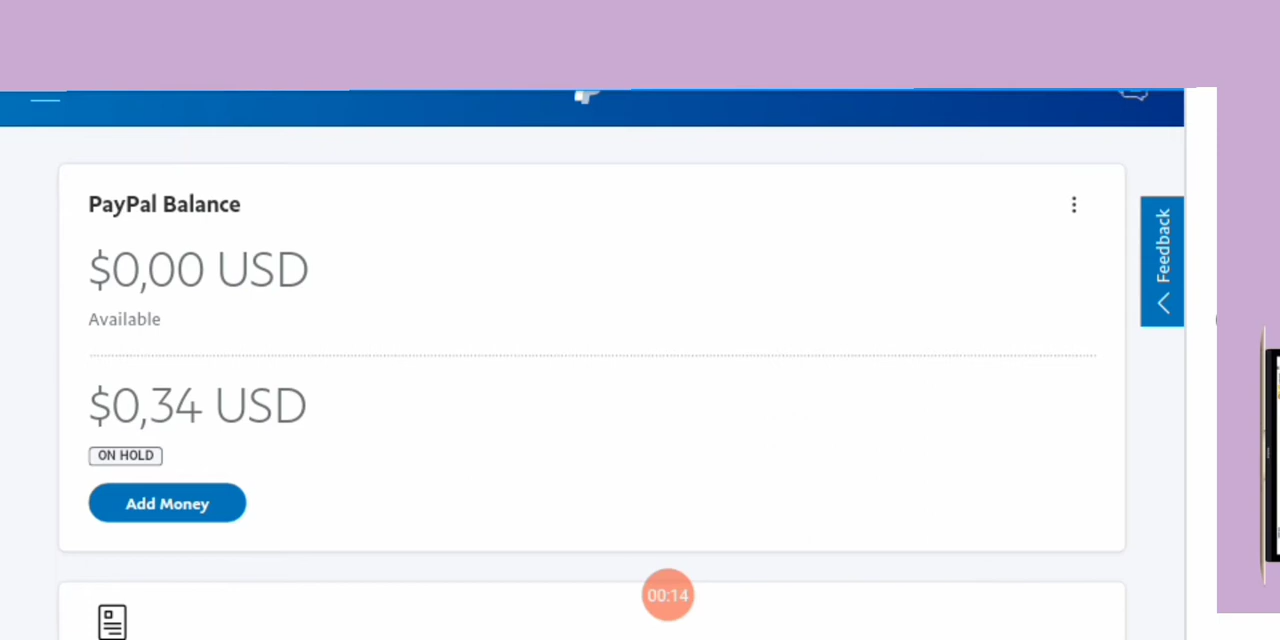 PayPal Balance
$0,00 USD
Available
$0,34 USD
ON HOLD
Add Money
Feedback
00:14